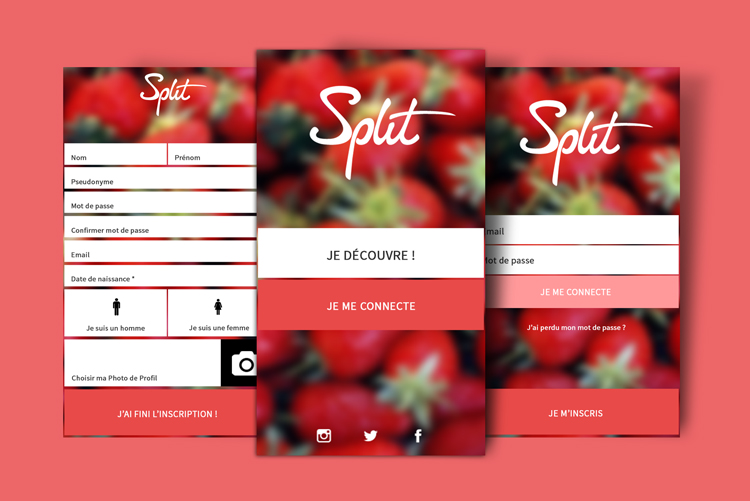 Split
Nom
Prénom
Pseudonyme
Mot de passe
Confirmer mot de passe
Email
Date de naissance *
Je suis un homme
Je suis une femme
Choisir ma Photo de Profil
J'AI FINI L'INSCRIPTION !
Split
JE DÉCOUVRE !
JE ME CONNECTE
Split
mail
ot de passe
JE ME CONNECTE
J'ai perdu mon mot de passe ?
JE M'INSCRIS